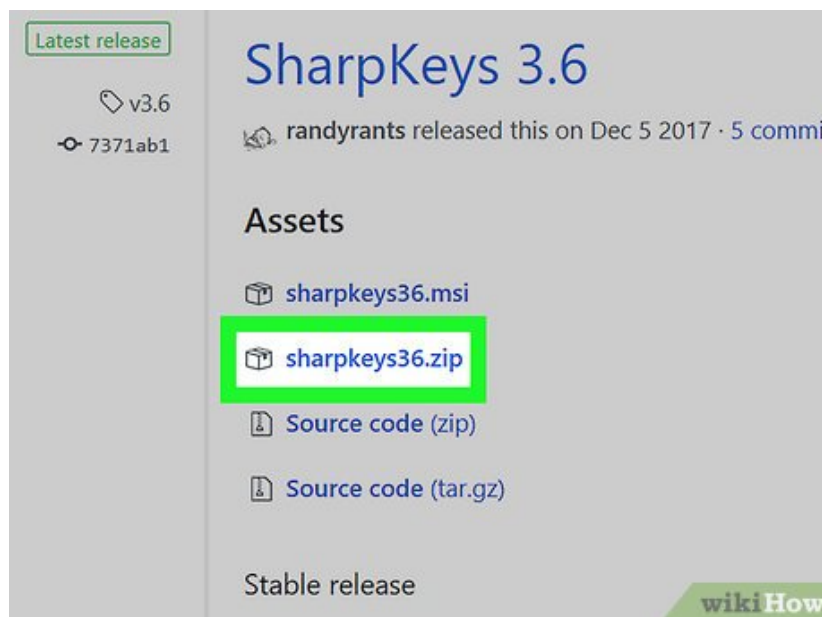 Latest release
v3.6
7371ab1
SharpKeys 3.6
randyrants released this on Dec 5 2017 · 5 commi
Assets
sharpkeys36.msi
sharpkeys36.zip
Source code (zip)
Source code (tar.gz)
Stable release
wikiHow